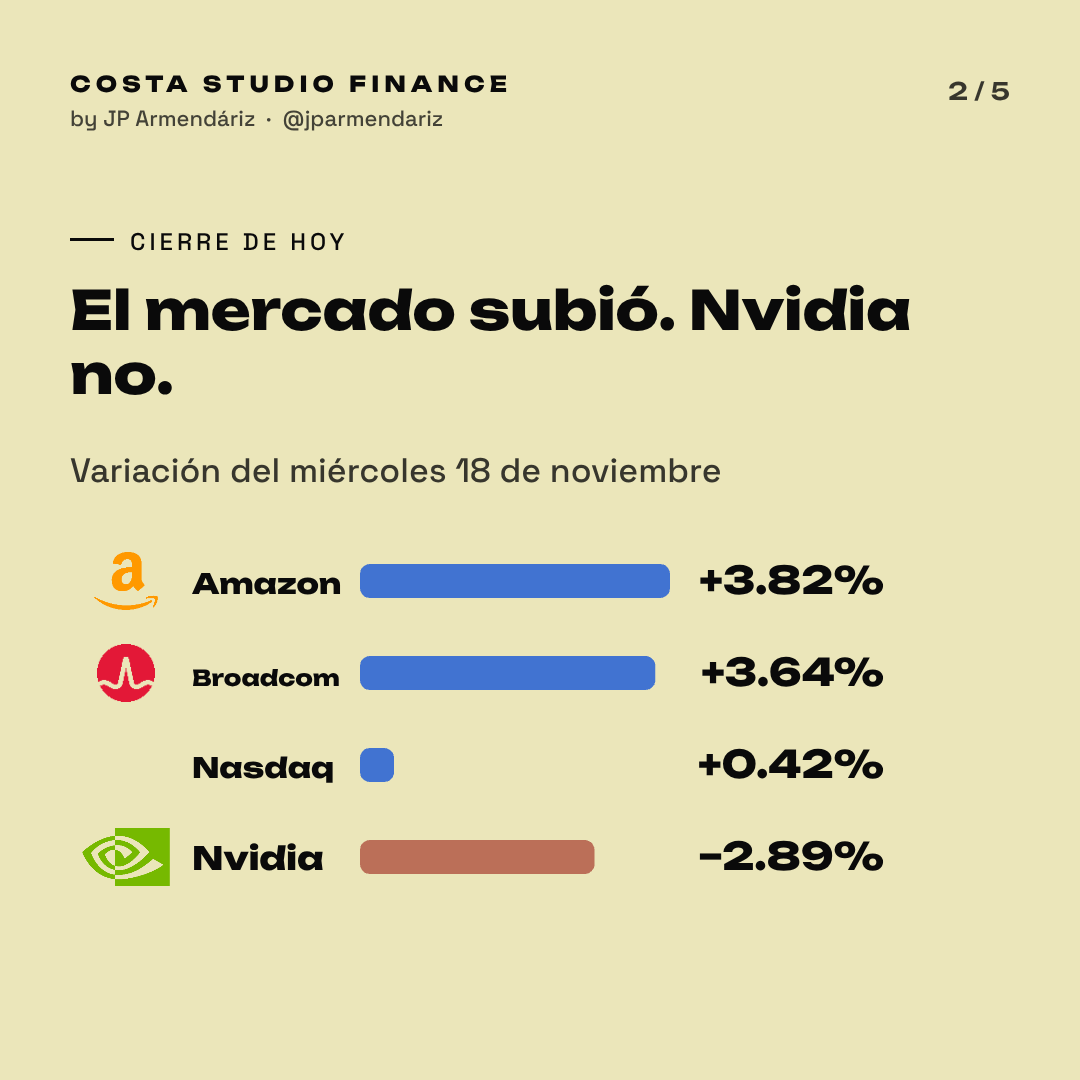 COSTA STUDIO FINANCE
by JP Armendáriz · @jparmendariz
2 / 5
CIERRE DE HOY
El mercado subió. Nvidia
no.
Variación del miércoles 18 de noviembre
a
Amazon +3.82%
Broadcom +3.64%
Nasdaq +0.42%
Nvidia −2.89%